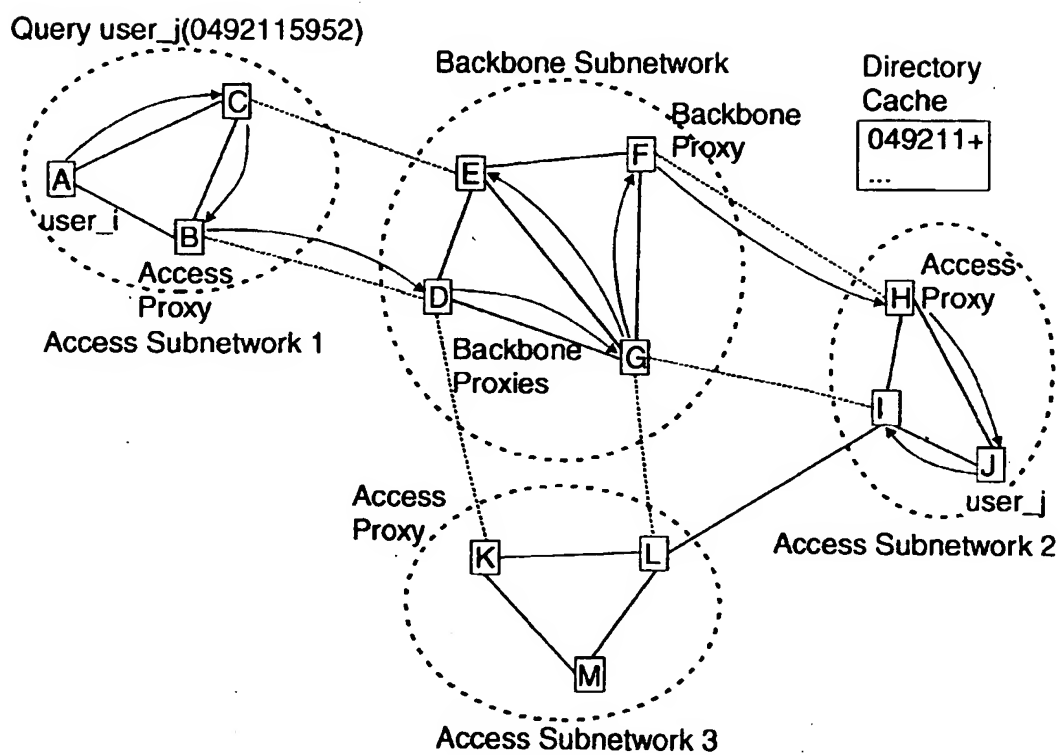 Query user_j(0492115952)
Backbone Subnetwork
Directory
Cache
049211+
...
Backbone
Proxy
C
F
E
A
user_i
B
Access
Proxy
Access Subnetwork 1
D
Backbone
Proxies
G
Access
Proxy
H
I
J
user_j
Access Subnetwork 2
Access
Proxy
K
L
M
Access Subnetwork 3